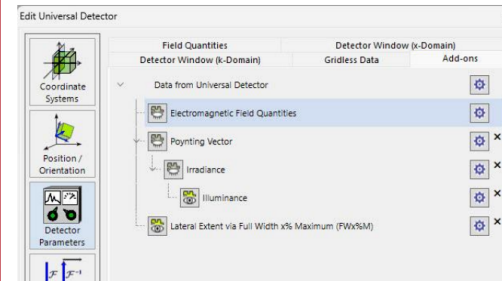 Edit Universal Detector
Field Quantities
Detector Window (x-Domain)
Detector Window (k-Domain)
Gridless Data
Add-ons
Coordinate
Systems
Position /
Orientation
Detector
Parameters
Data from Universal Detector
Electromagnetic Field Quantities
Poynting Vector
Irradiance
Illuminance
Lateral Extent via Full Width x% Maximum (FWx%M)